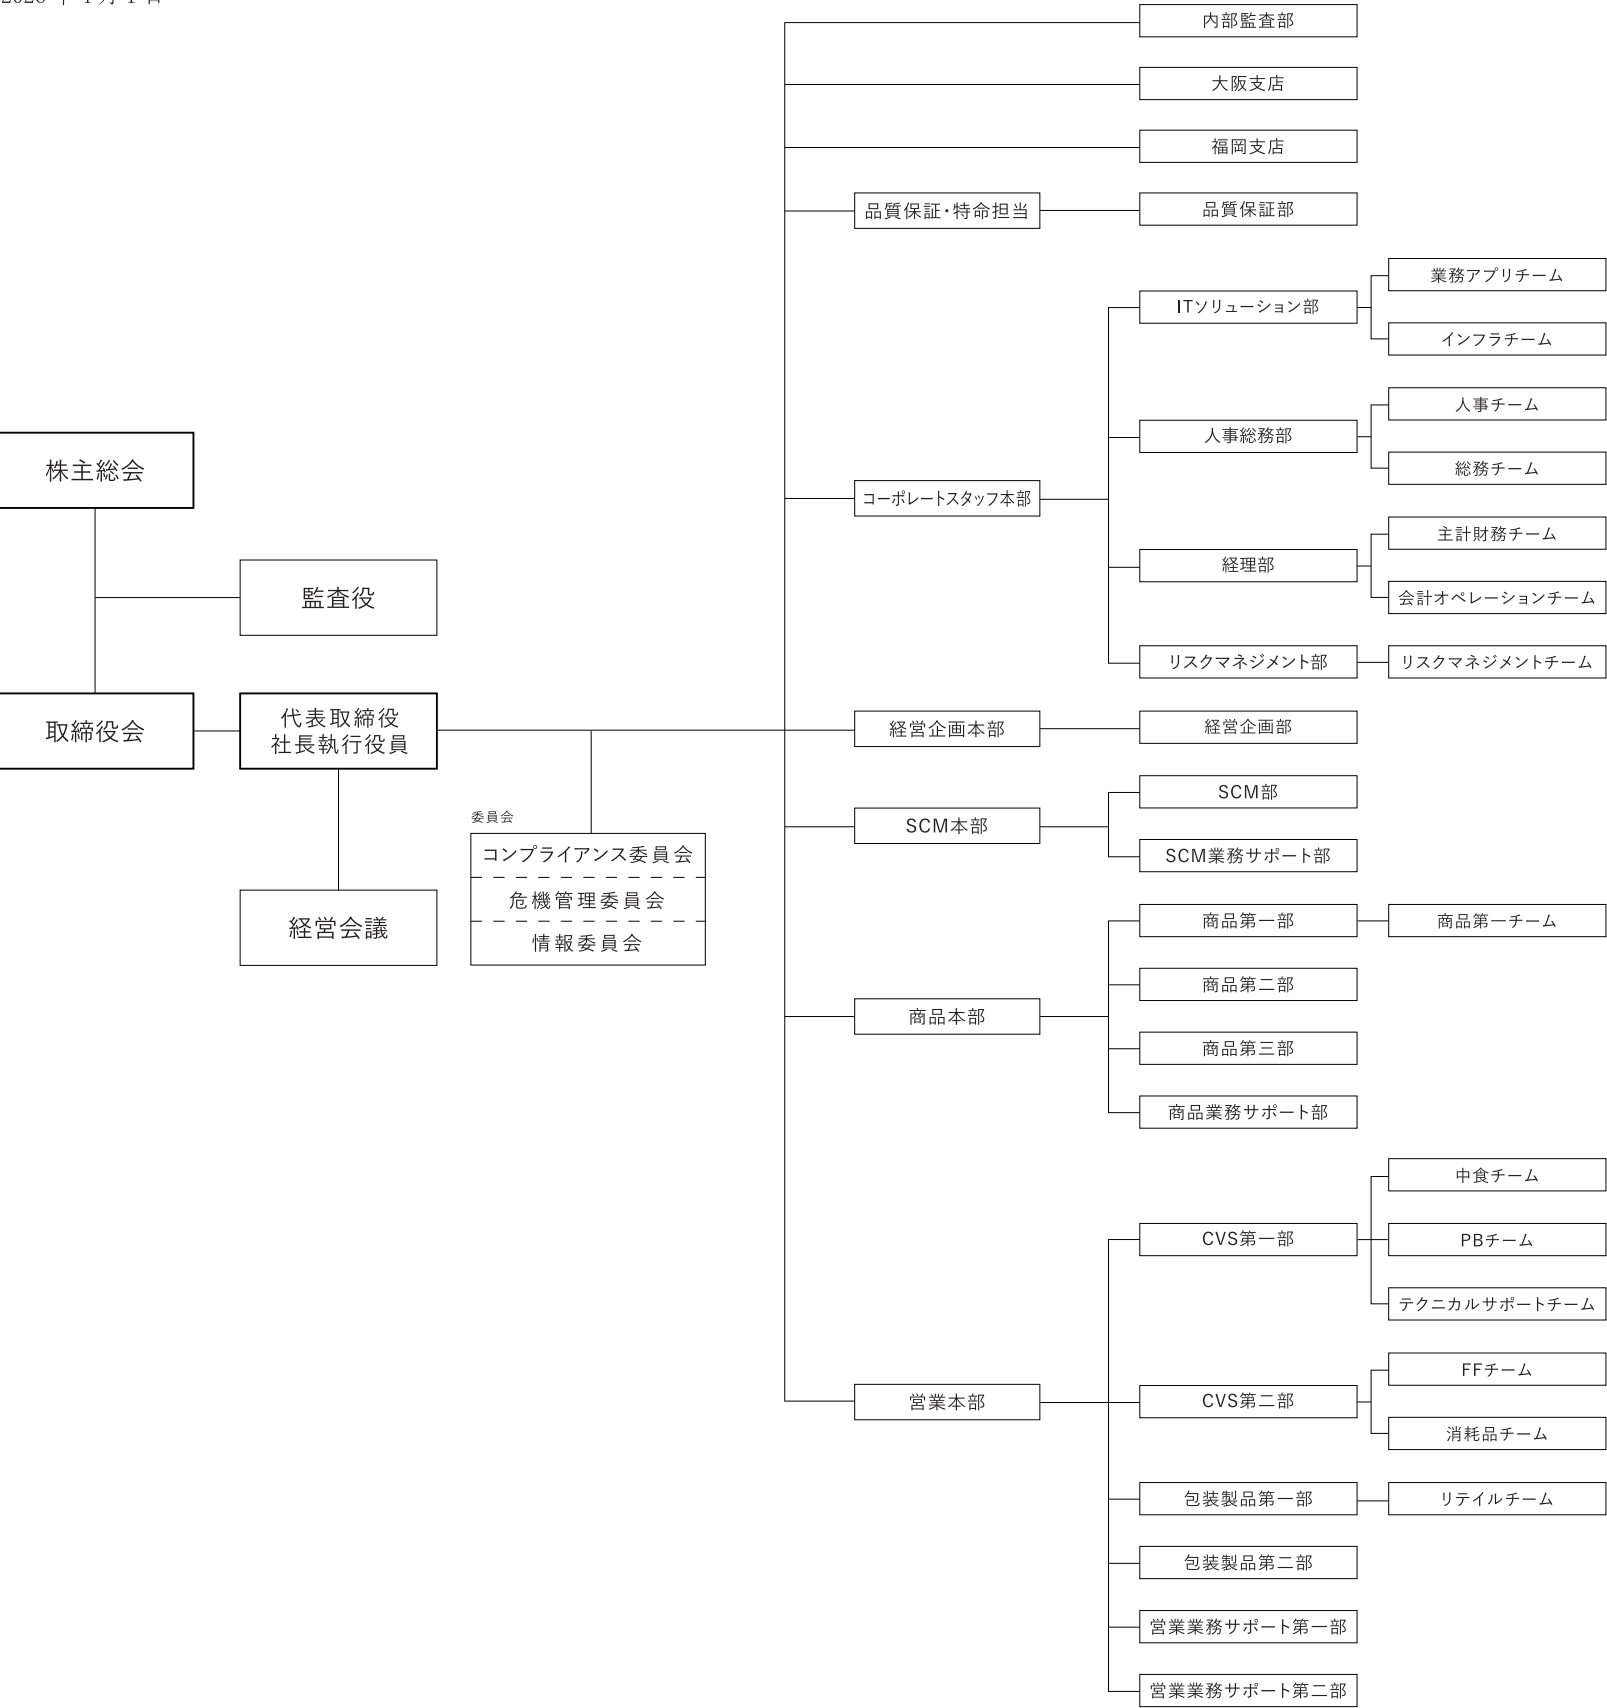 内部監査部
大阪支店
福岡支店
品質保証・特命担当
品質保証部
コーポレートスタッフ本部
ITソリューション部
業務アプリチーム
インフラチーム
人事総務部
人事チーム
総務チーム
経理部
主計財務チーム
会計オペレーションチーム
リスクマネジメント部
リスクマネジメントチーム
株主総会
監査役
取締役会
代表取締役
社長執行役員
経営会議
委員会
コンプライアンス委員会
危機管理委員会
情報委員会
経営企画本部
経営企画部
SCM本部
SCM部
SCM業務サポート部
商品本部
商品第一部
商品第一チーム
商品第二部
商品第三部
商品業務サポート部
営業本部
CVS第一部
中食チーム
PBチーム
テクニカルサポートチーム
CVS第二部
FFチーム
消耗品チーム
包装製品第一部
リテイルチーム
包装製品第二部
営業業務サポート第一部
営業業務サポート第二部